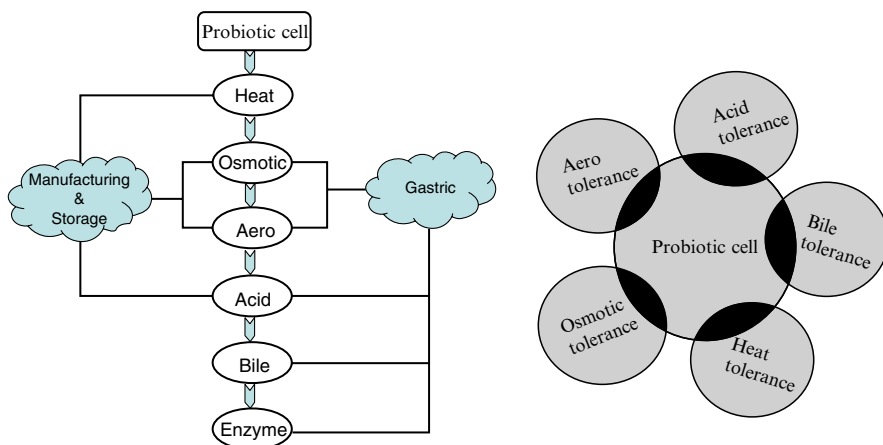 Probiotic cell
Heat
Osmotic
Manufacturing
&
Storage
Gastric
Aero
Acid
Bile
Enzyme
Acid
tolerance
Aero
tolerance
Probiotic cell
Bile
tolerance
Osmotic
tolerance
Heat
tolerance